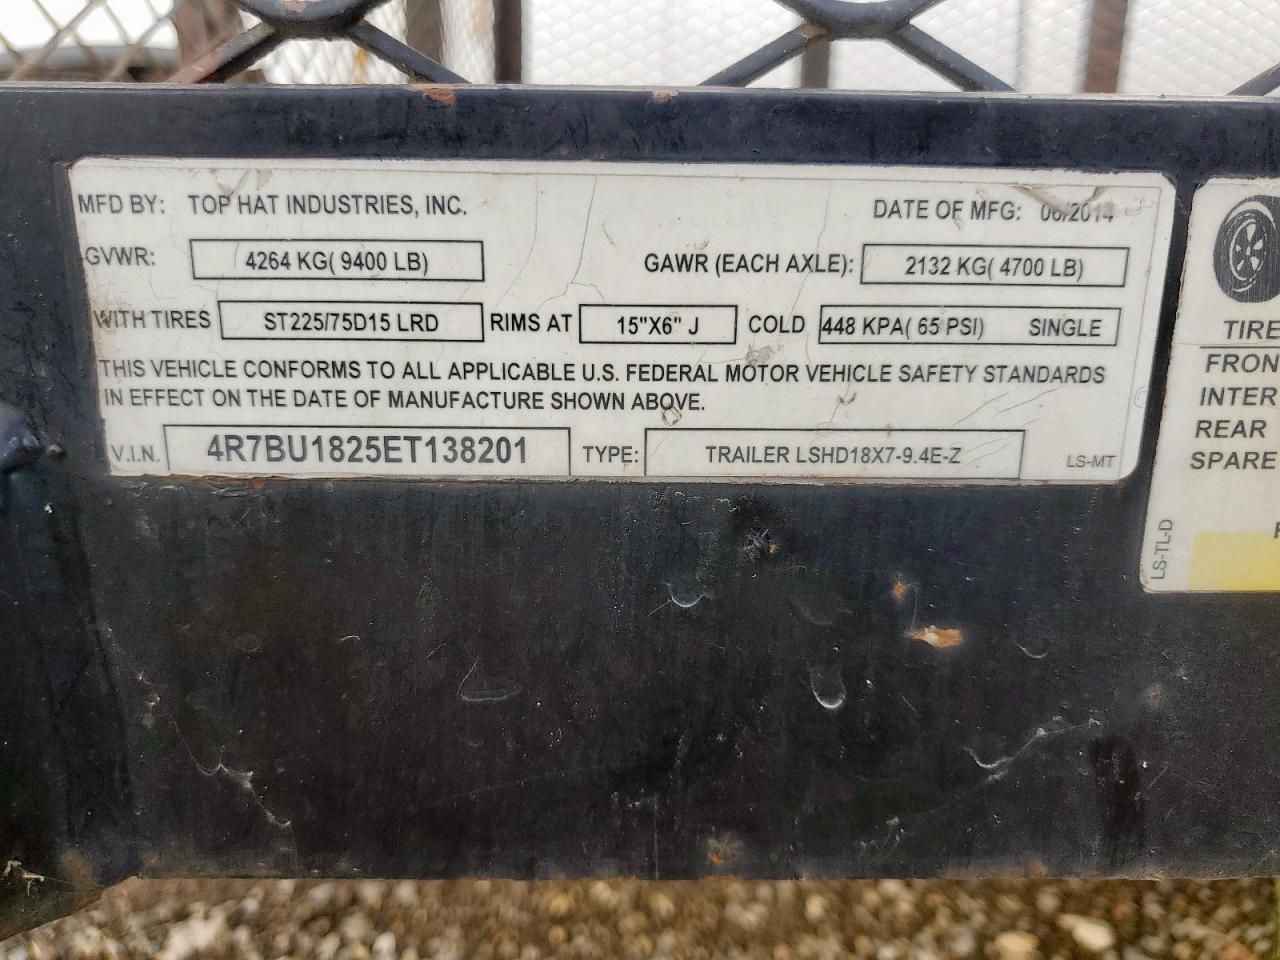 MFD BY: TOP HAT INDUSTRIES, INC. DATE OF MFG: 06/2014
GVWR: 4264 KG( 9400 LB) GAWR (EACH AXLE): 2132 KG( 4700 LB)
WITH TIRES ST225/75D15 LRD RIMS AT 15"X6" J COLD 448 KPA( 65 PSI) SINGLE
THIS VEHICLE CONFORMS TO ALL APPLICABLE U.S. FEDERAL MOTOR VEHICLE SAFETY STANDARDS
IN EFFECT ON THE DATE OF MANUFACTURE SHOWN ABOVE.
V.I.N. 4R7BU1825ET138201 TYPE: TRAILER LSHD18X7-9.4E-Z LS-MT
TIRE
FRON
INTER
REAR
SPARE
LS-TL-D